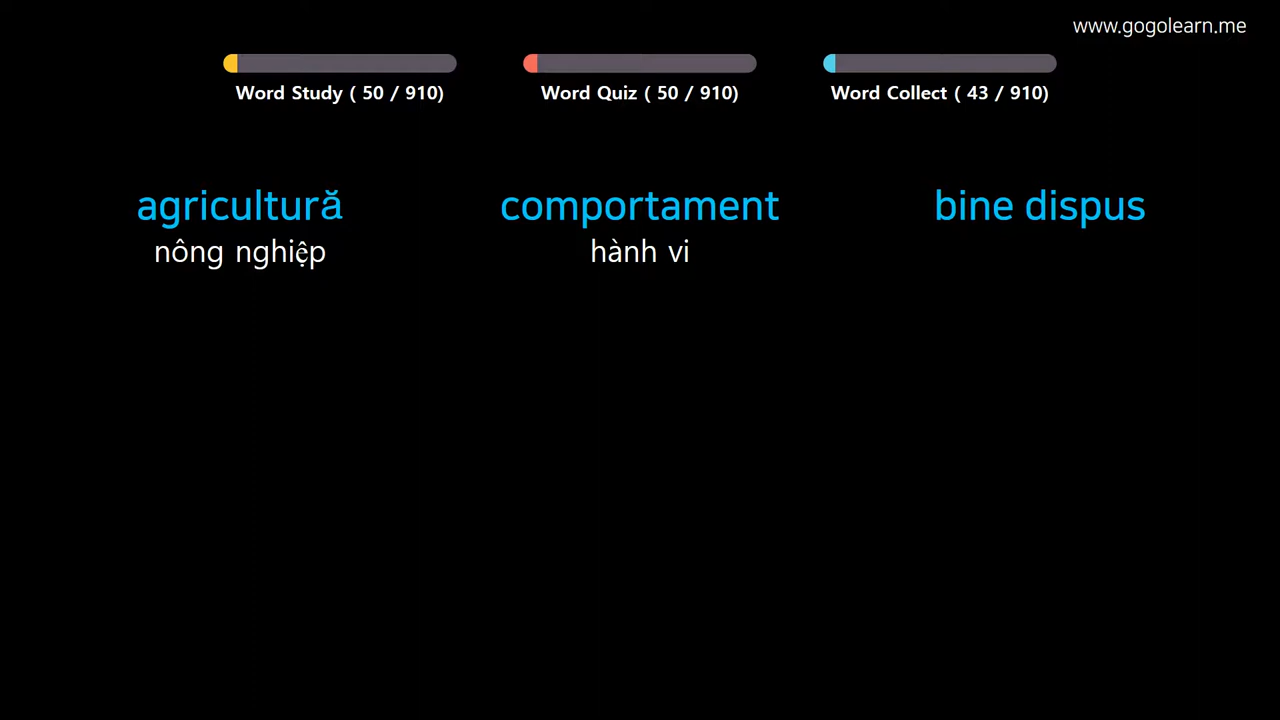 www.gogolearn.me
Word Study ( 50 / 910)
Word Quiz ( 50 / 910)
Word Collect ( 43 / 910)
agricultură
nông nghiệp
comportament
hành vi
bine dispus